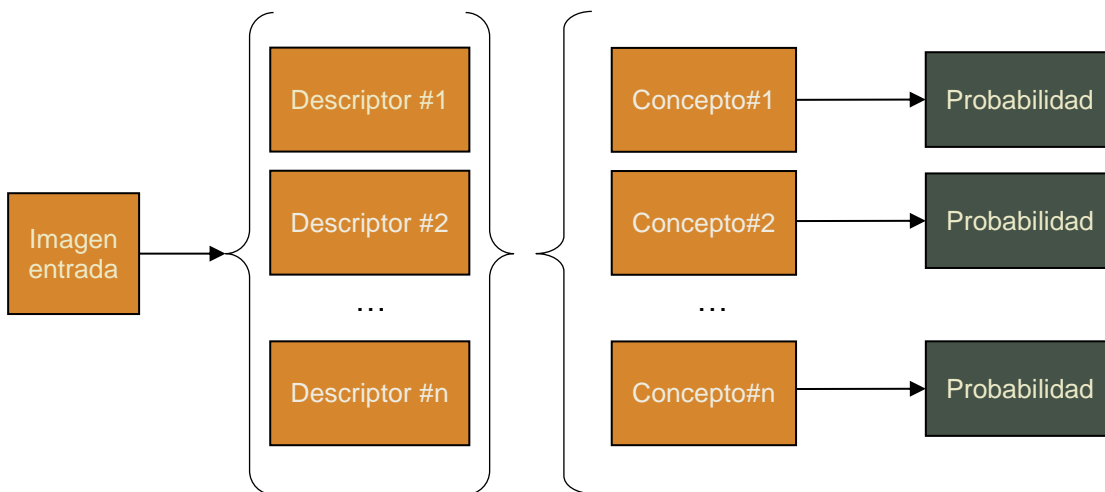 Descriptor #1
Concepto#1
Probabilidad
Imagen
entrada
Descriptor #2
Concepto#2
Probabilidad
...
...
Descriptor #n
Concepto#n
Probabilidad